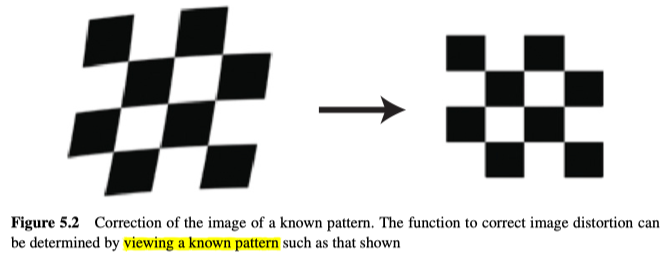 Figure 5.2 Correction of the image of a known pattern. The function to correct image distortion can
be determined by viewing a known pattern such as that shown